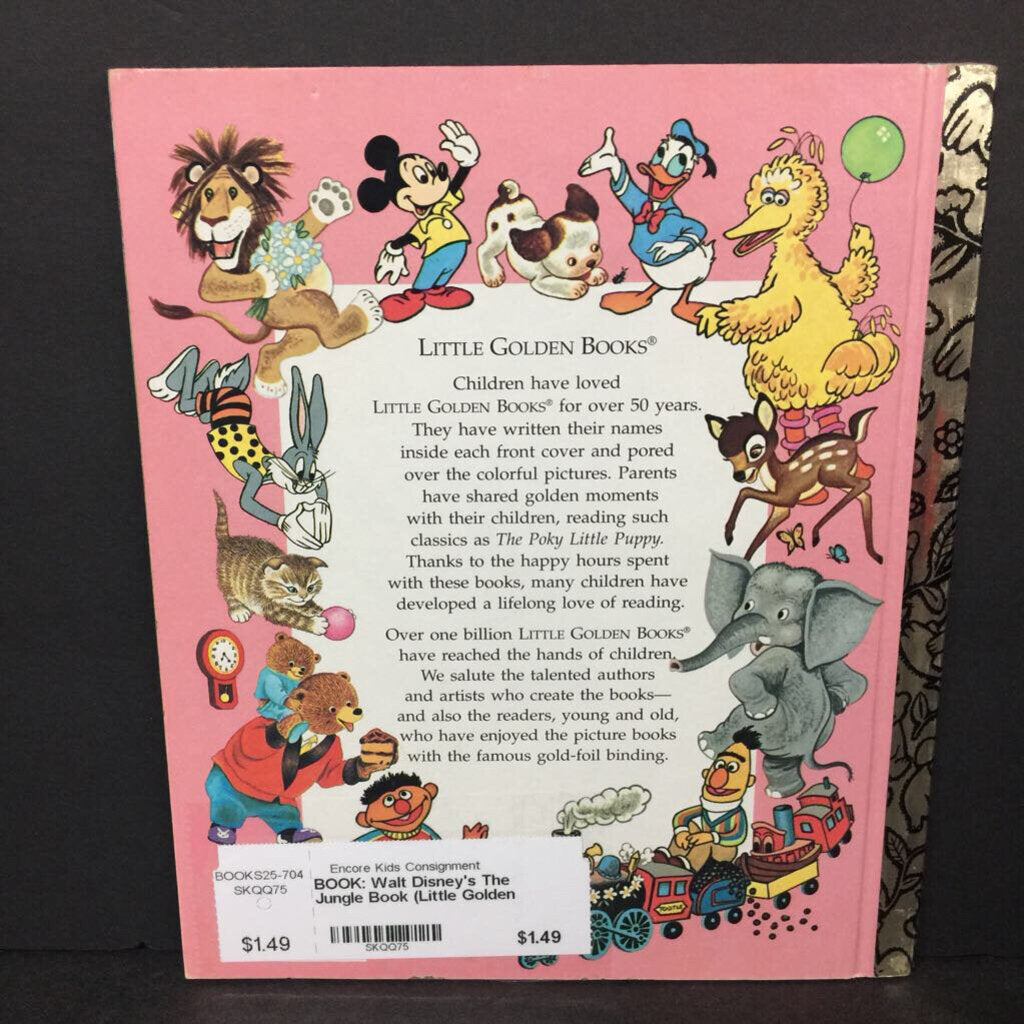 LITTLE GOLDEN BOOKS®
Children have loved
LITTLE GOLDEN BOOKS® for over 50 years.
They have written their names
inside each front cover and pored
over the colorful pictures. Parents
have shared golden moments
with their children, reading such
classics as The Poky Little Puppy.
Thanks to the happy hours spent
with these books, many children have
developed a lifelong love of reading.
Over one billion LITTLE GOLDEN BOOKS®
have reached the hands of children.
We salute the talented authors
and artists who create the books—
and also the readers, young and old,
who have enjoyed the picture books
with the famous gold-foil binding.
TOOTLE
BOOKS25-704
SKQQ75
$1.49
Encore Kids Consignment
BOOK: Walt Disney's The
Jungle Book (Little Golden
SKQQ75
$1.49